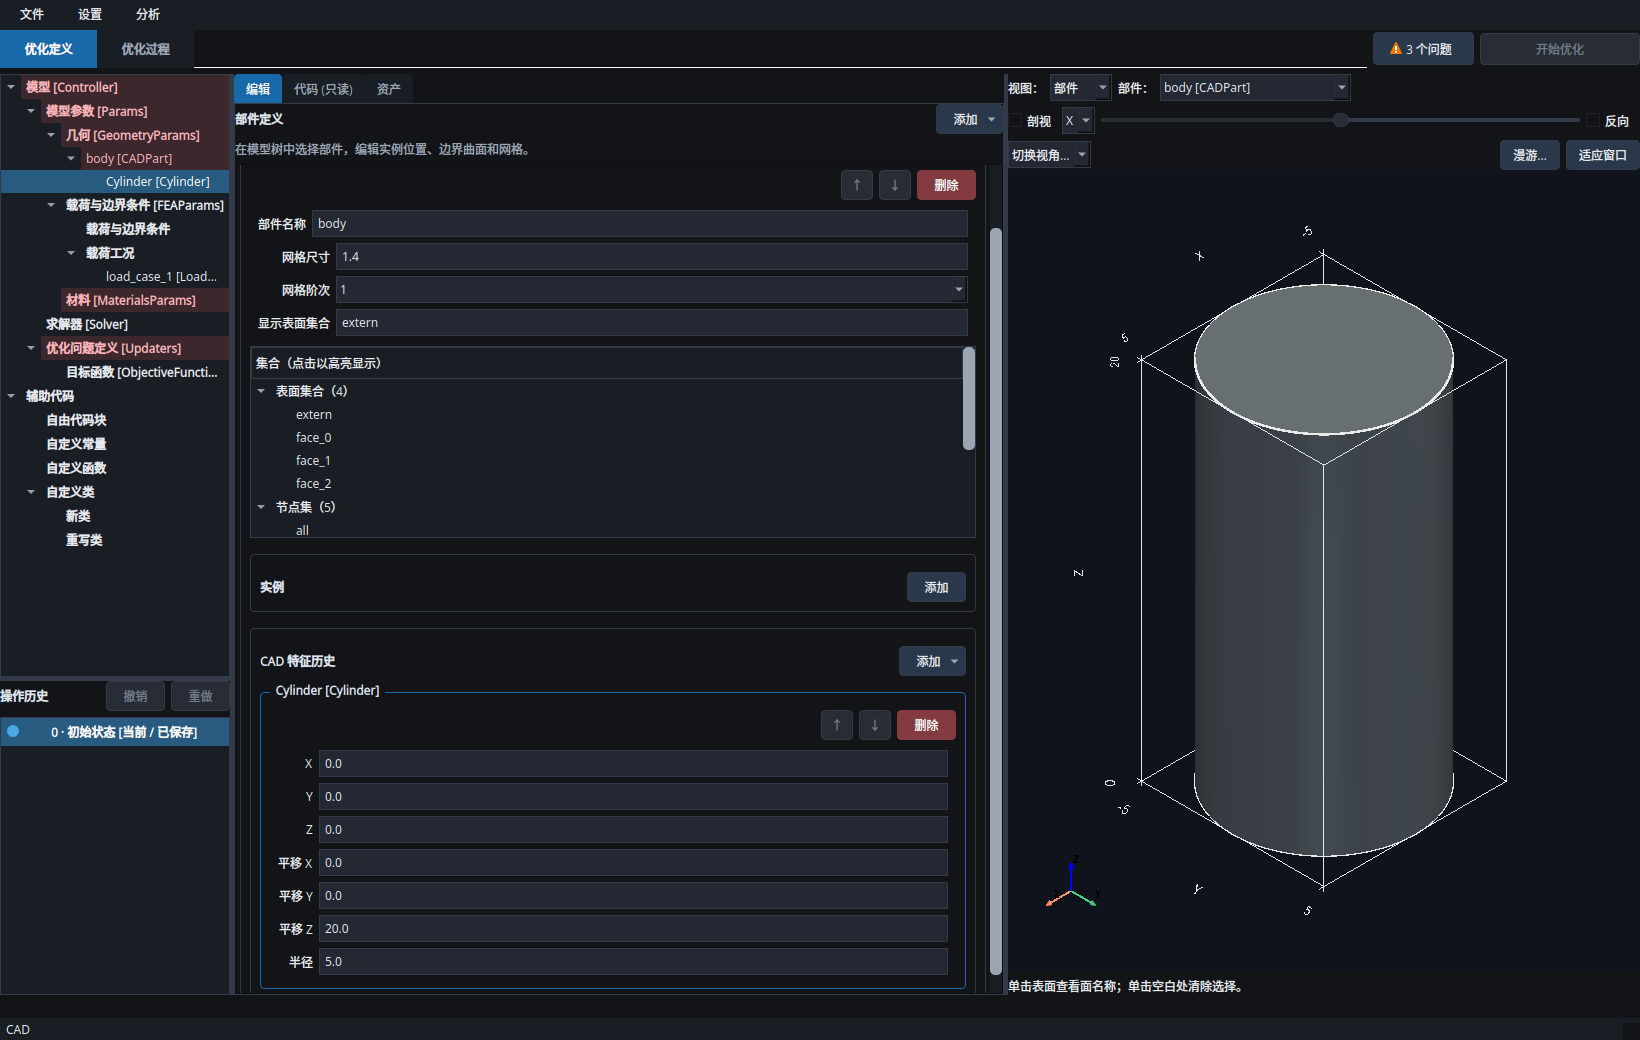 文件 设置 分析
优化定义 优化过程 3 个问题 开始优化
模型 [Controller]
模型参数 [Params]
几何 [GeometryParams]
body [CADPart]
Cylinder [Cylinder]
载荷与边界条件 [FEAParams]
载荷与边界条件
载荷工况
load_case_1 [Load...
材料 [MaterialsParams]
求解器 [Solver]
优化问题定义 [Updaters]
目标函数 [ObjectiveFuncti...
辅助代码
自由代码块
自定义常量
自定义函数
自定义类
新类
重写类
操作历史 撤销 重做
0 · 初始状态 [当前 / 已保存]
编辑 代码 (只读) 资产
部件定义 添加
在模型树中选择部件，编辑实例位置、边界曲面和网格。
↑ ↓ 删除
部件名称 body
网格尺寸 1.4
网格阶次 1
显示表面集合 extern
集合（点击以高亮显示）
表面集合（4）
extern
face_0
face_1
face_2
节点集（5）
all
实例 添加
CAD 特征历史 添加
Cylinder [Cylinder]
↑ ↓ 删除
X 0.0
Y 0.0
Z 0.0
平移 X 0.0
平移 Y 0.0
平移 Z 20.0
半径 5.0
视图： 部件 部件： body [CADPart]
剖视 X 反向
切换视角... 漫游... 适应窗口
-5
X
5
20
Z
0
-5
Y
5
Z
Y
单击表面查看面名称；单击空白处清除选择。
CAD